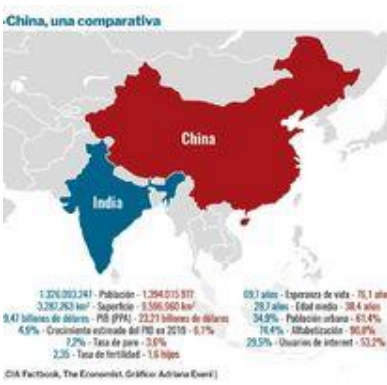 -China, una comparativa
China
India
1.326.093.247 - Población - 1.394.015.977
3.287.263 km² - Superficie - 9.596.960 km²
9,47 billones de dólares - PIB (PPA) - 23,21 billones de dólares
4,9% - Crecimiento estimado del PIB en 2019 - 6,1%
7,2% - Tasa de paro - 3,6%
2,35 - Tasa de fertilidad - 1,6 hijos
69,7 años - Esperanza de vida - 76,1 año
28,7 años - Edad media - 38,4 años
34,9% - Población urbana - 61,4%
74,4% - Alfabetización - 96,8%
29,5% - Usuarios de internet - 53,2%
CIA Factbook, The Economist. Gráfico: Adriana Exeni |